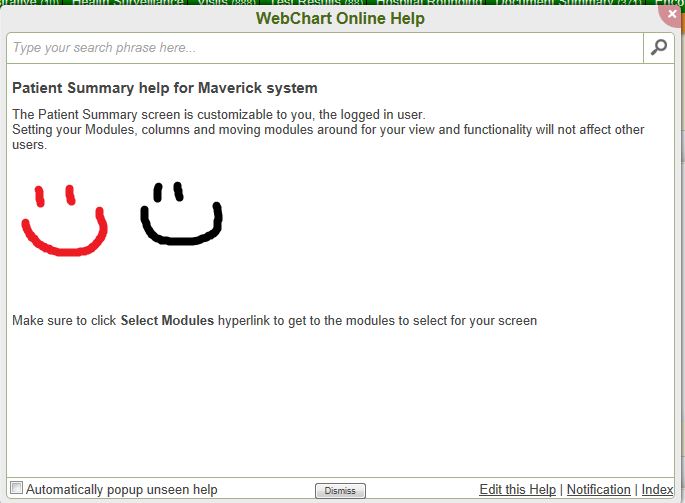 WebChart Online Help
Type your search phrase here...
Patient Summary help for Maverick system
The Patient Summary screen is customizable to you, the logged in user.
Setting your Modules, columns and moving modules around for your view and functionality will not affect other
users.
Make sure to click Select Modules hyperlink to get to the modules to select for your screen
Automatically popup unseen help
Dismiss
Edit this Help | Notification | Index